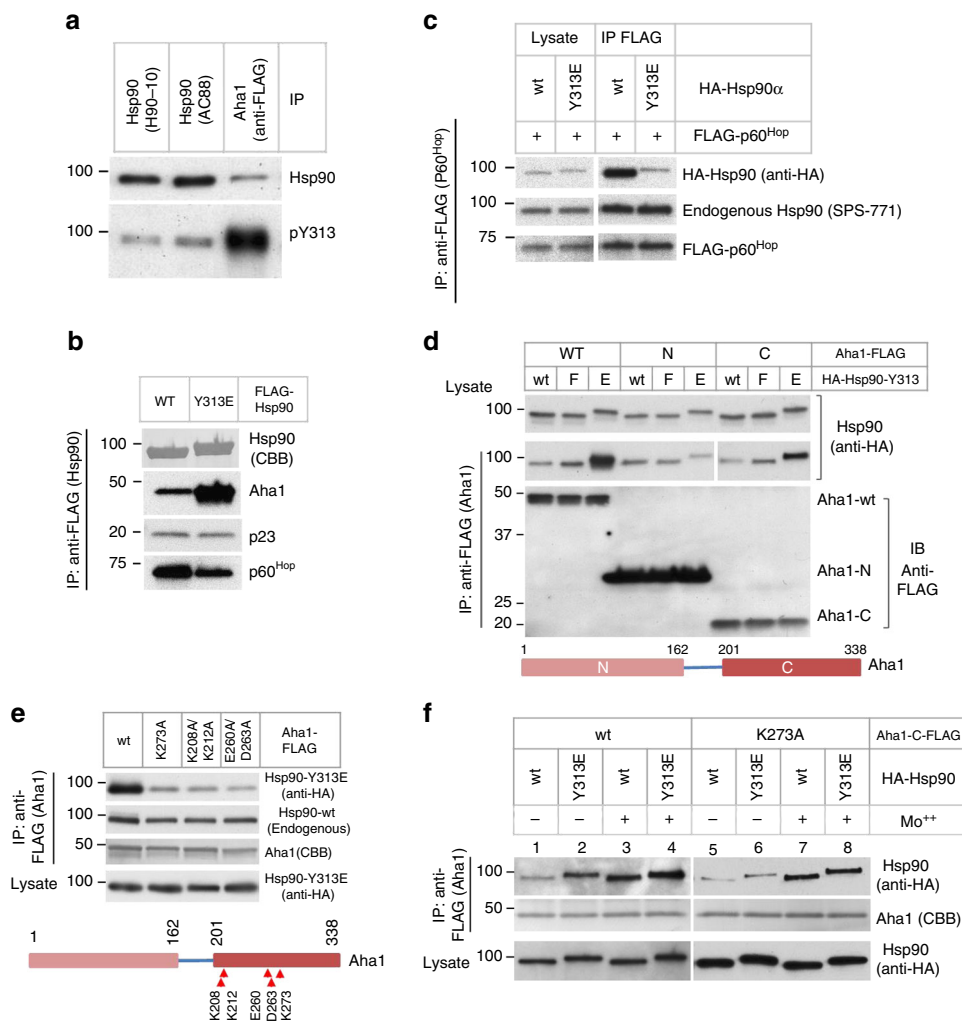 a
Hsp90 (H90–10)
Hsp90 (AC88)
Aha1 (anti-FLAG)
IP
100
Hsp90
100
pY313
b
WT
Y313E
FLAG-Hsp90
IP: anti-FLAG (Hsp90)
100
Hsp90 (CBB)
50
Aha1
20
p23
75
p60Hop
c
Lysate
IP FLAG
wt
Y313E
wt
Y313E
HA-Hsp90α
+ + + +
FLAG-p60Hop
IP: anti-FLAG (P60Hop)
100
HA-Hsp90 (anti-HA)
100
Endogenous Hsp90 (SPS-771)
75
FLAG-p60Hop
d
WT N C Aha1-FLAG
Lysate
wt F E wt F E wt F E HA-Hsp90-Y313
100
Hsp90 (anti-HA)
IP: anti-FLAG (Aha1)
100
50
Aha1-wt
37
IB Anti-FLAG
Aha1-N
25
Aha1-C
20
1 162 201 338
N C Aha1
e
wt
K273A
K208A/ K212A
E260A/ D263A
Aha1-FLAG
IP: anti-FLAG (Aha1)
100
Hsp90-Y313E (anti-HA)
100
Hsp90-wt (Endogenous)
50
Aha1(CBB)
Lysate
100
Hsp90-Y313E (anti-HA)
1 162 201 338
Aha1
K208 K212 E260 D263 K273
f
wt K273A Aha1-C-FLAG
wt Y313E wt Y313E wt Y313E wt Y313E HA-Hsp90
– – + + – – + + Mo++
1 2 3 4 5 6 7 8
IP: anti-FLAG (Aha1)
100
Hsp90 (anti-HA)
50
Aha1 (CBB)
Lysate
100
Hsp90 (anti-HA)